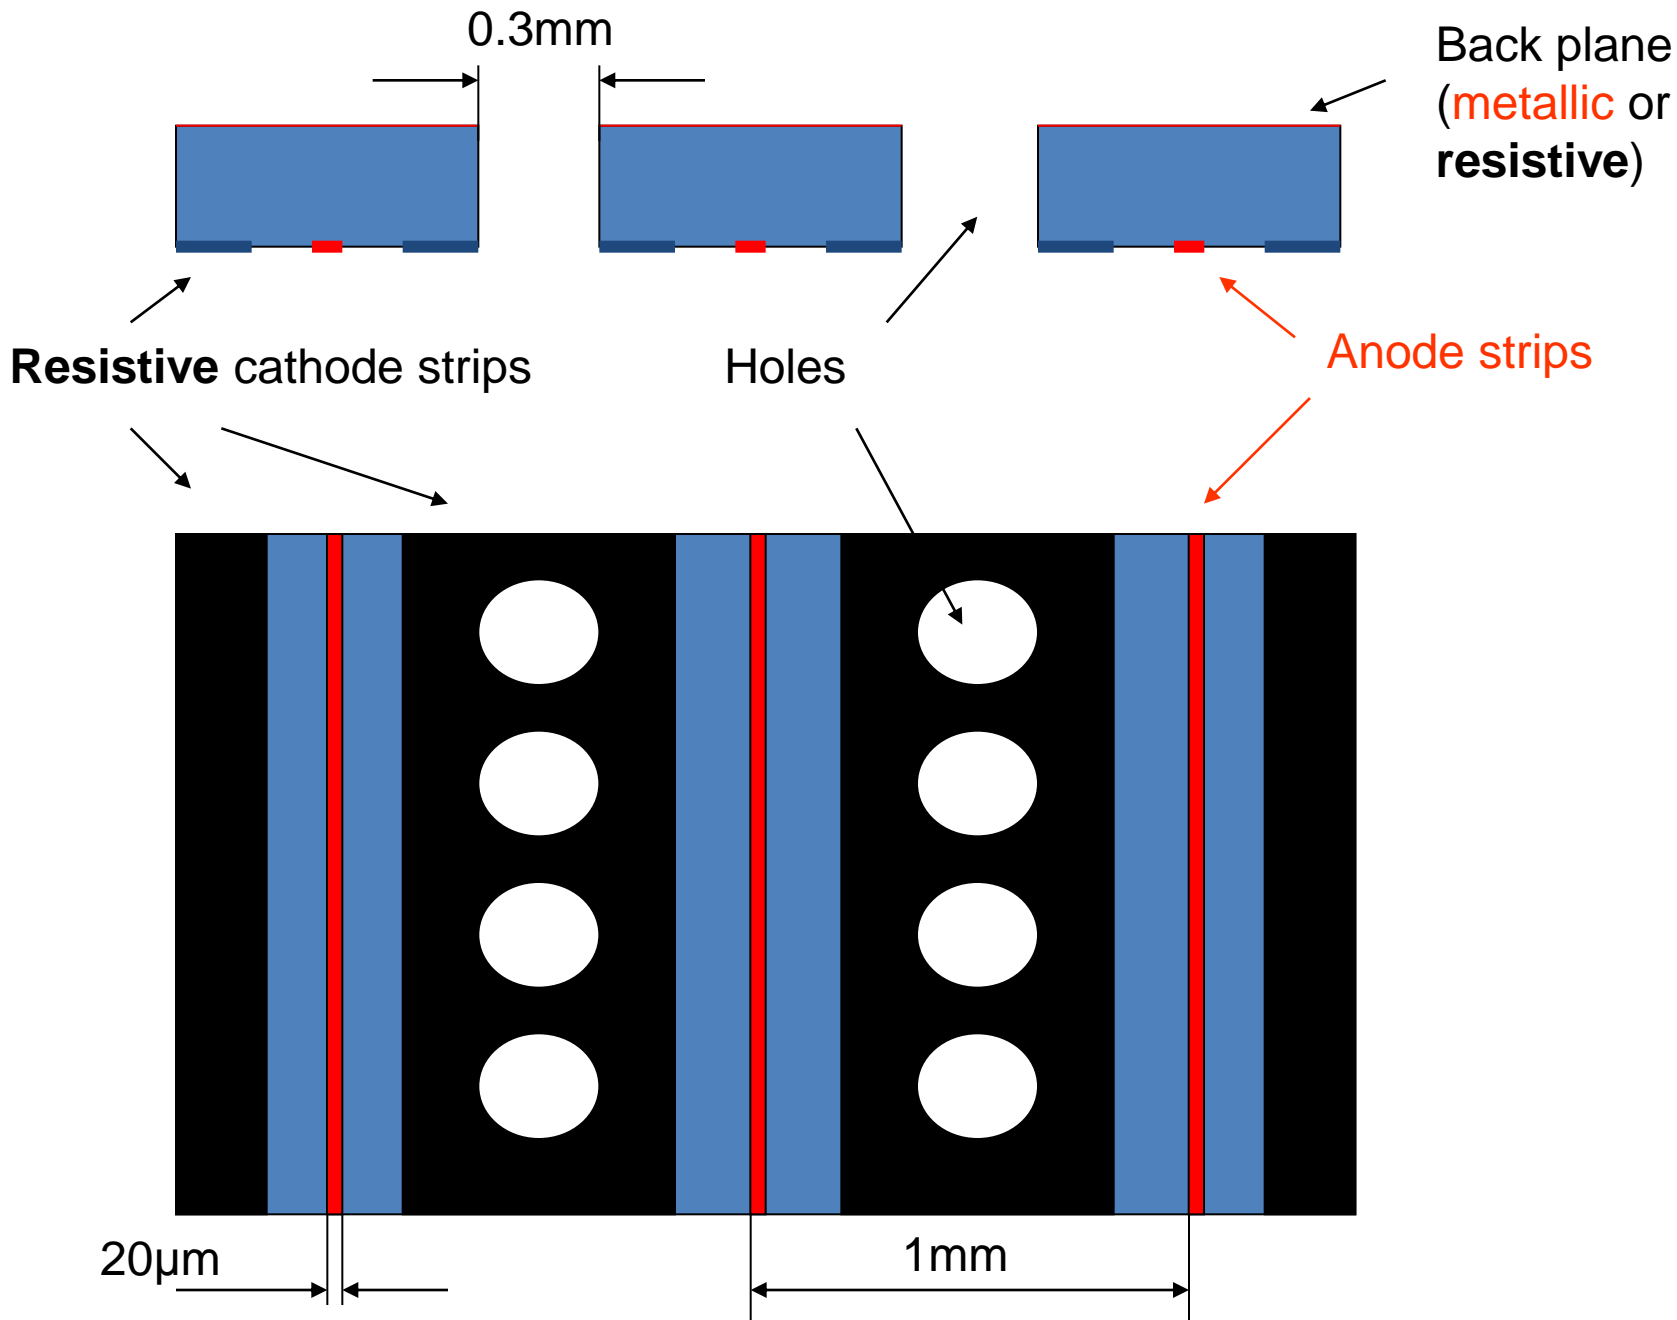 0.3mm
Back plane
(metallic or
resistive)
Resistive cathode strips
Holes
Anode strips
20µm
1mm